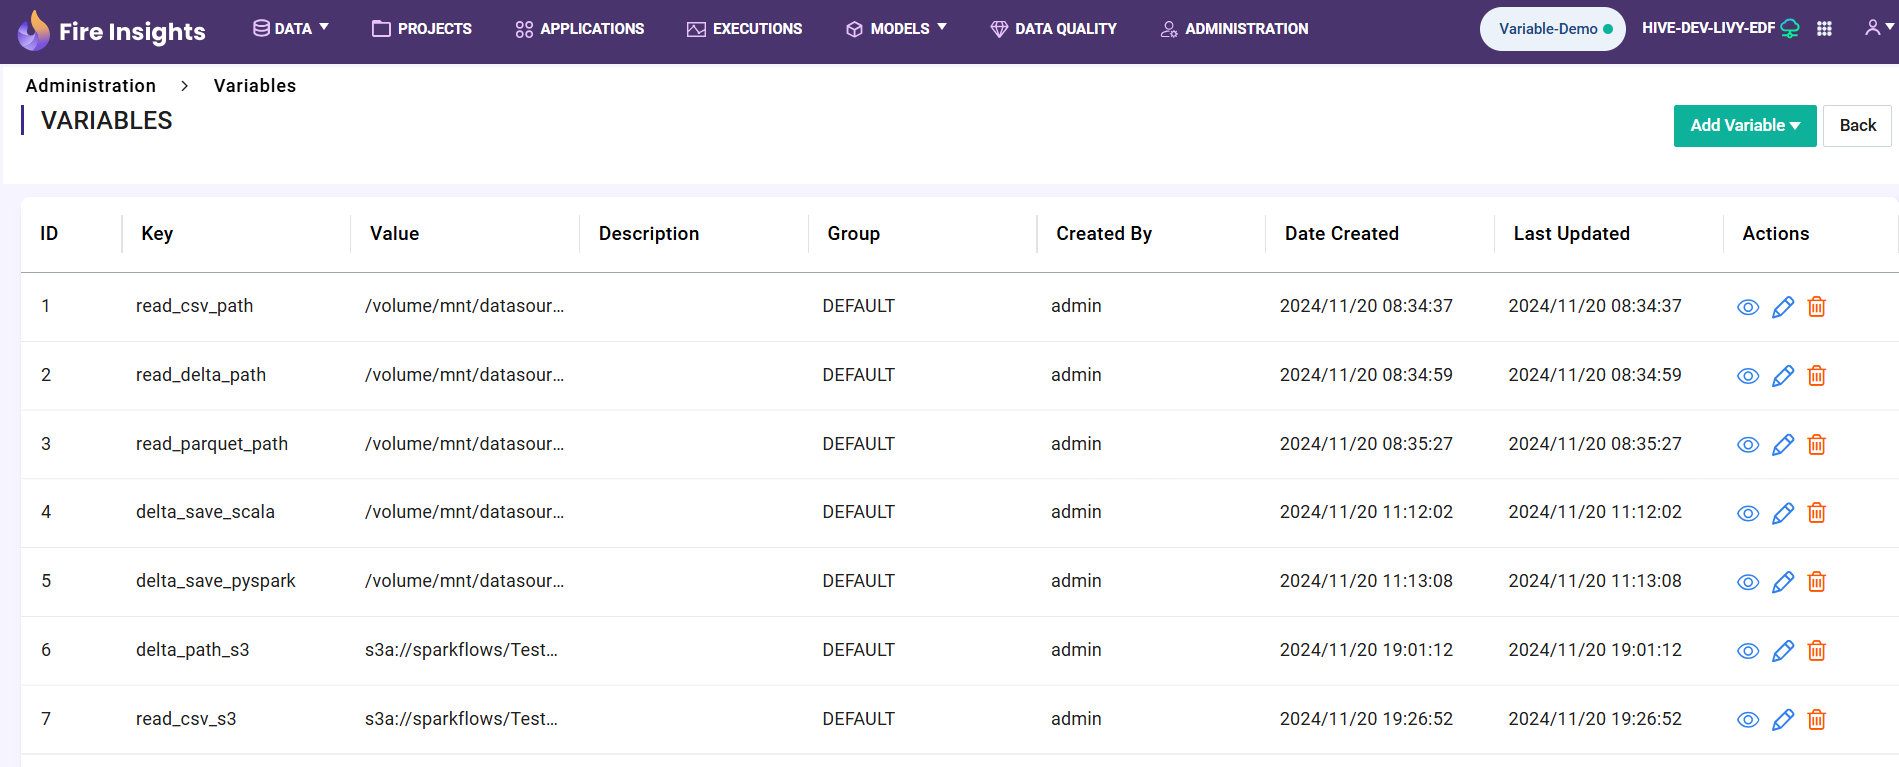 Fire Insights DATA PROJECTS APPLICATIONS EXECUTIONS MODELS DATA QUALITY ADMINISTRATION Variable-Demo HIVE-DEV-LIVY-EDF
Administration > Variables
VARIABLES
Add Variable Back
ID Key Value Description Group Created By Date Created Last Updated Actions
1 read_csv_path /volume/mnt/datasour... DEFAULT admin 2024/11/20 08:34:37 2024/11/20 08:34:37
2 read_delta_path /volume/mnt/datasour... DEFAULT admin 2024/11/20 08:34:59 2024/11/20 08:34:59
3 read_parquet_path /volume/mnt/datasour... DEFAULT admin 2024/11/20 08:35:27 2024/11/20 08:35:27
4 delta_save_scala /volume/mnt/datasour... DEFAULT admin 2024/11/20 11:12:02 2024/11/20 11:12:02
5 delta_save_pyspark /volume/mnt/datasour... DEFAULT admin 2024/11/20 11:13:08 2024/11/20 11:13:08
6 delta_path_s3 s3a://sparkflows/Test... DEFAULT admin 2024/11/20 19:01:12 2024/11/20 19:01:12
7 read_csv_s3 s3a://sparkflows/Test... DEFAULT admin 2024/11/20 19:26:52 2024/11/20 19:26:52